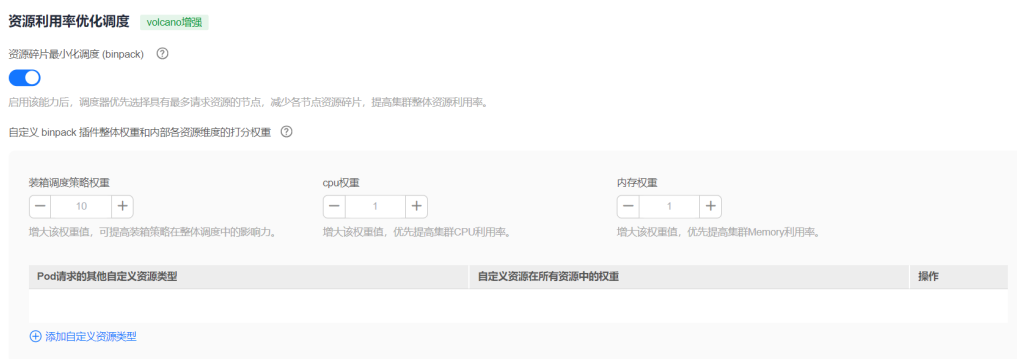 资源利用率优化调度 volcano增强
资源碎片最小化调度 (binpack)
启用该能力后，调度器优先选择具有最多请求资源的节点，减少各节点资源碎片，提高集群整体资源利用率。
自定义 binpack 插件整体权重和内部各资源维度的打分权重
装箱调度策略权重 cpu权重 内存权重
10 1 1
增大该权重值，可提高装箱策略在整体调度中的影响力。 增大该权重值，优先提高集群CPU利用率。 增大该权重值，优先提高集群Memory利用率。
Pod请求的其他自定义资源类型 自定义资源在所有资源中的权重 操作
添加自定义资源类型